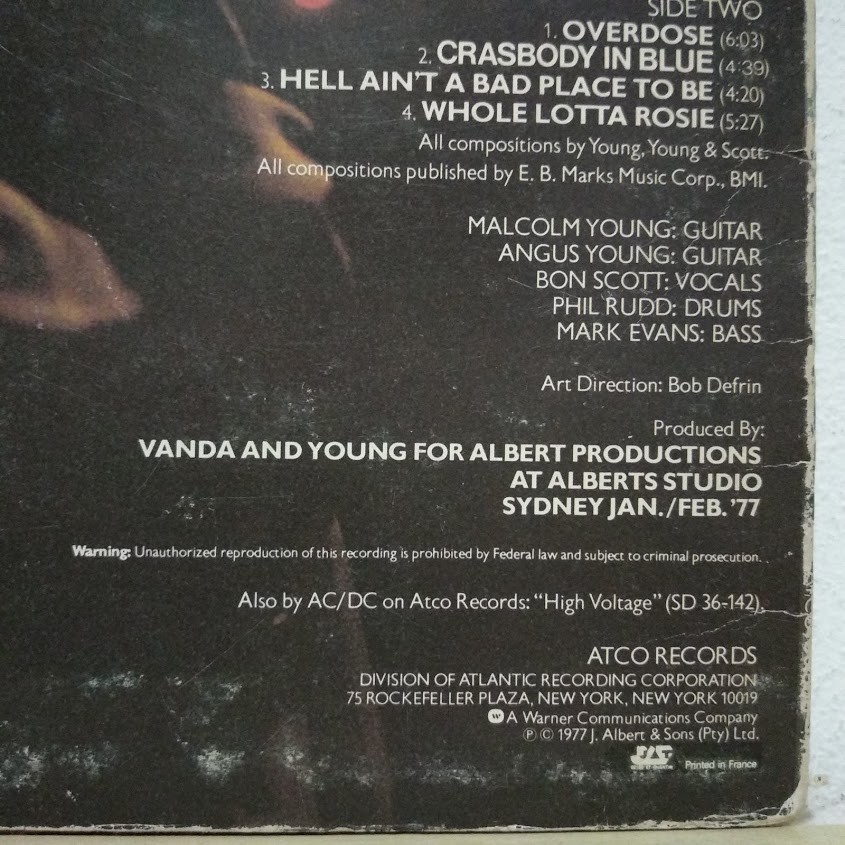 SIDE TWO
1. OVERDOSE (6:03)
2. CRASBODY IN BLUE (4:39)
3. HELL AIN'T A BAD PLACE TO BE (4:20)
4. WHOLE LOTTA ROSIE (5:27)
All compositions by Young, Young & Scott.
All compositions published by E. B. Marks Music Corp., BMI.
MALCOLM YOUNG: GUITAR
ANGUS YOUNG: GUITAR
BON SCOTT: VOCALS
PHIL RUDD: DRUMS
MARK EVANS: BASS
Art Direction: Bob Defrin
Produced By:
VANDA AND YOUNG FOR ALBERT PRODUCTIONS
AT ALBERTS STUDIO
SYDNEY JAN./FEB. '77
Warning: Unauthorized reproduction of this recording is prohibited by Federal law and subject to criminal prosecution.
Also by AC/DC on Atco Records: “High Voltage” (SD 36-142).
ATCO RECORDS
DIVISION OF ATLANTIC RECORDING CORPORATION
75 ROCKEFELLER PLAZA, NEW YORK, NEW YORK 10019
W A Warner Communications Company
Ⓟ © 1977 J. Albert & Sons (Pty) Ltd.
Printed in France